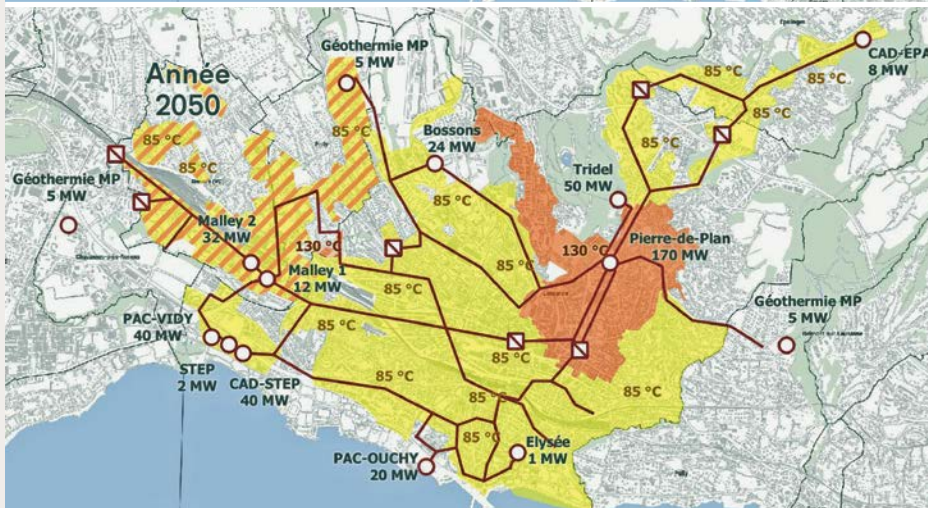 Année
2050
Géothermie MP
5 MW
CAD-EPA
8 MW
85 °C
85 °C
85 °C
85 °C
Bossons
24 MW
Tridel
50 MW
85 °C
85 °C
85 °C
Géothermie MP
5 MW
85 °C
85 °C
Malley 2
32 MW
130 °C
Malley 1
12 MW
130 °C
Pierre-de-Plan
170 MW
85 °C
85 °C
Géothermie MP
5 MW
PAC-VIDY
40 MW
STEP
2 MW
CAD-STEP
40 MW
85 °C
85 °C
85 °C
85 °C
85 °C
85 °C
PAC-OUCHY
20 MW
Elysée
1 MW